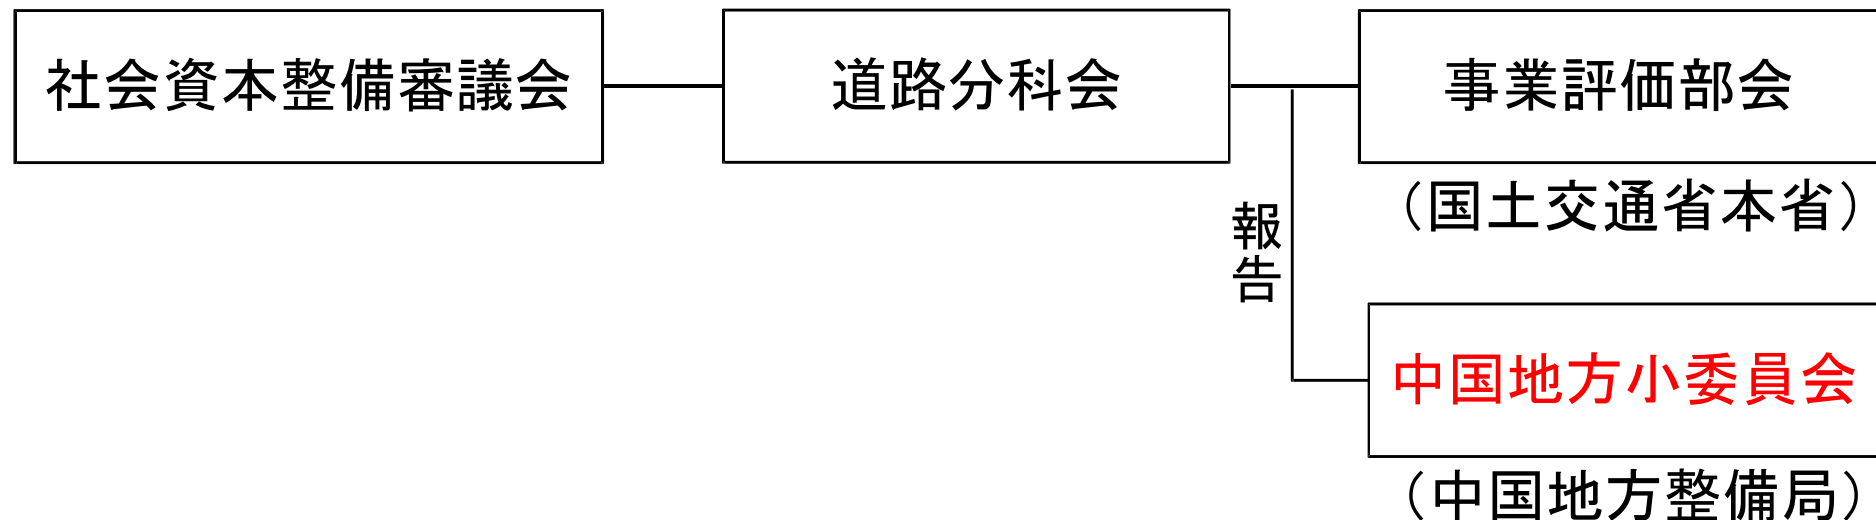 社会資本整備審議会
道路分科会
事業評価部会
（国土交通省本省）
報告
中国地方小委員会
（中国地方整備局）